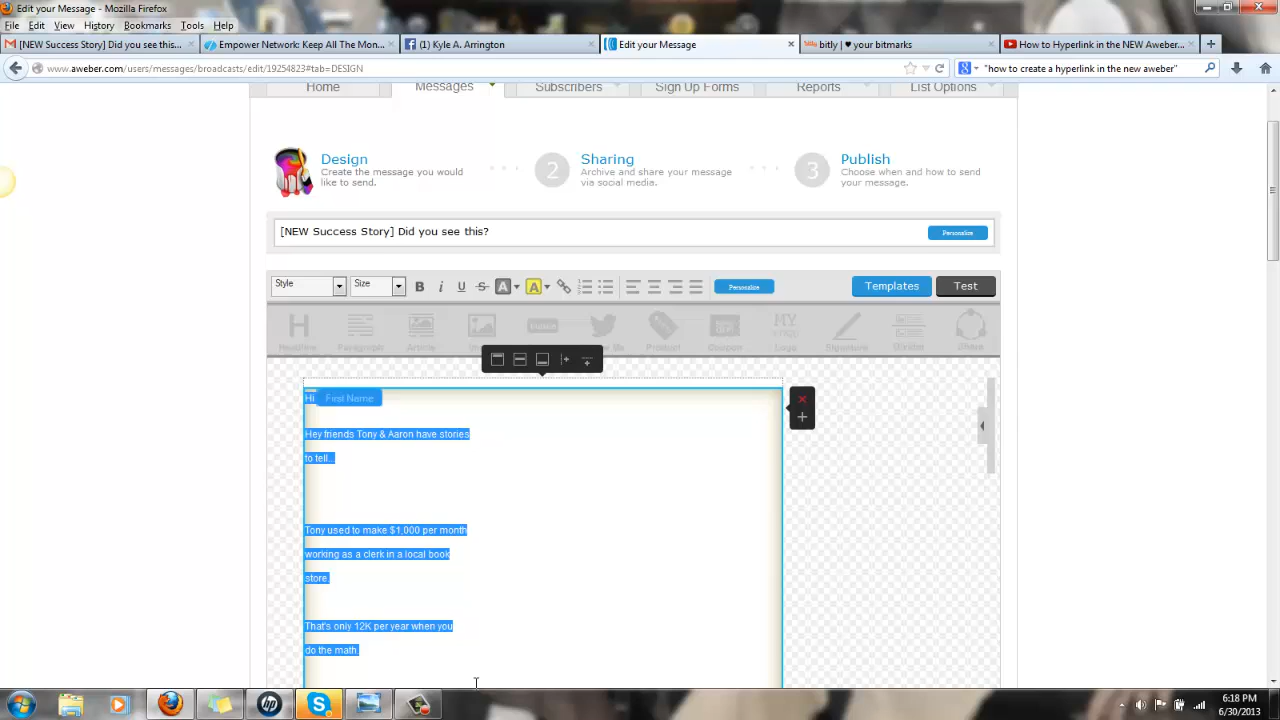 Edit your Message - Mozilla Firefox
File Edit View History Bookmarks Tools Help
[NEW Success Story] Did you see this... × Empower Network: Keep All The Mon... × (1) Kyle A. Arrington × Edit your Message × bitly | ♥ your bitmarks × How to Hyperlink in the NEW Aweber... ×
www.aweber.com/users/messages/broadcasts/edit/19254823#tab=DESIGN
"how to create a hyperlink in the new aweber"
Home Messages Subscribers Sign Up Forms Reports List Options
Design
Create the message you would
like to send.
2
Sharing
Archive and share your message
via social media.
3
Publish
Choose when and how to send
your message.
[NEW Success Story] Did you see this?
Personalize
Style Size B i U S A A Personalize Templates Test
Headline Paragraph Article Product Coupon Logo Signature Divider
Hi First Name
Hey friends Tony & Aaron have stories
to tell...
Tony used to make $1,000 per month
working as a clerk in a local book
store.
That's only 12K per year when you
do the math.
6:18 PM
6/30/2013